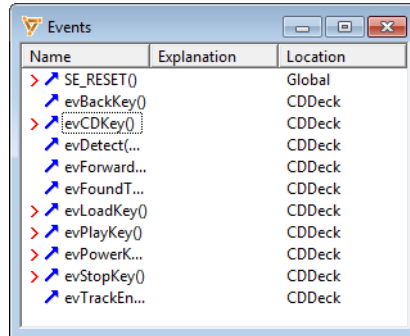 Events
Name Explanation Location
SE_RESET() Global
evBackKey() CDDeck
evCDKey() CDDeck
evDetect(... CDDeck
evForward... CDDeck
evFoundT... CDDeck
evLoadKey() CDDeck
evPlayKey() CDDeck
evPowerK... CDDeck
evStopKey() CDDeck
evTrackEn... CDDeck